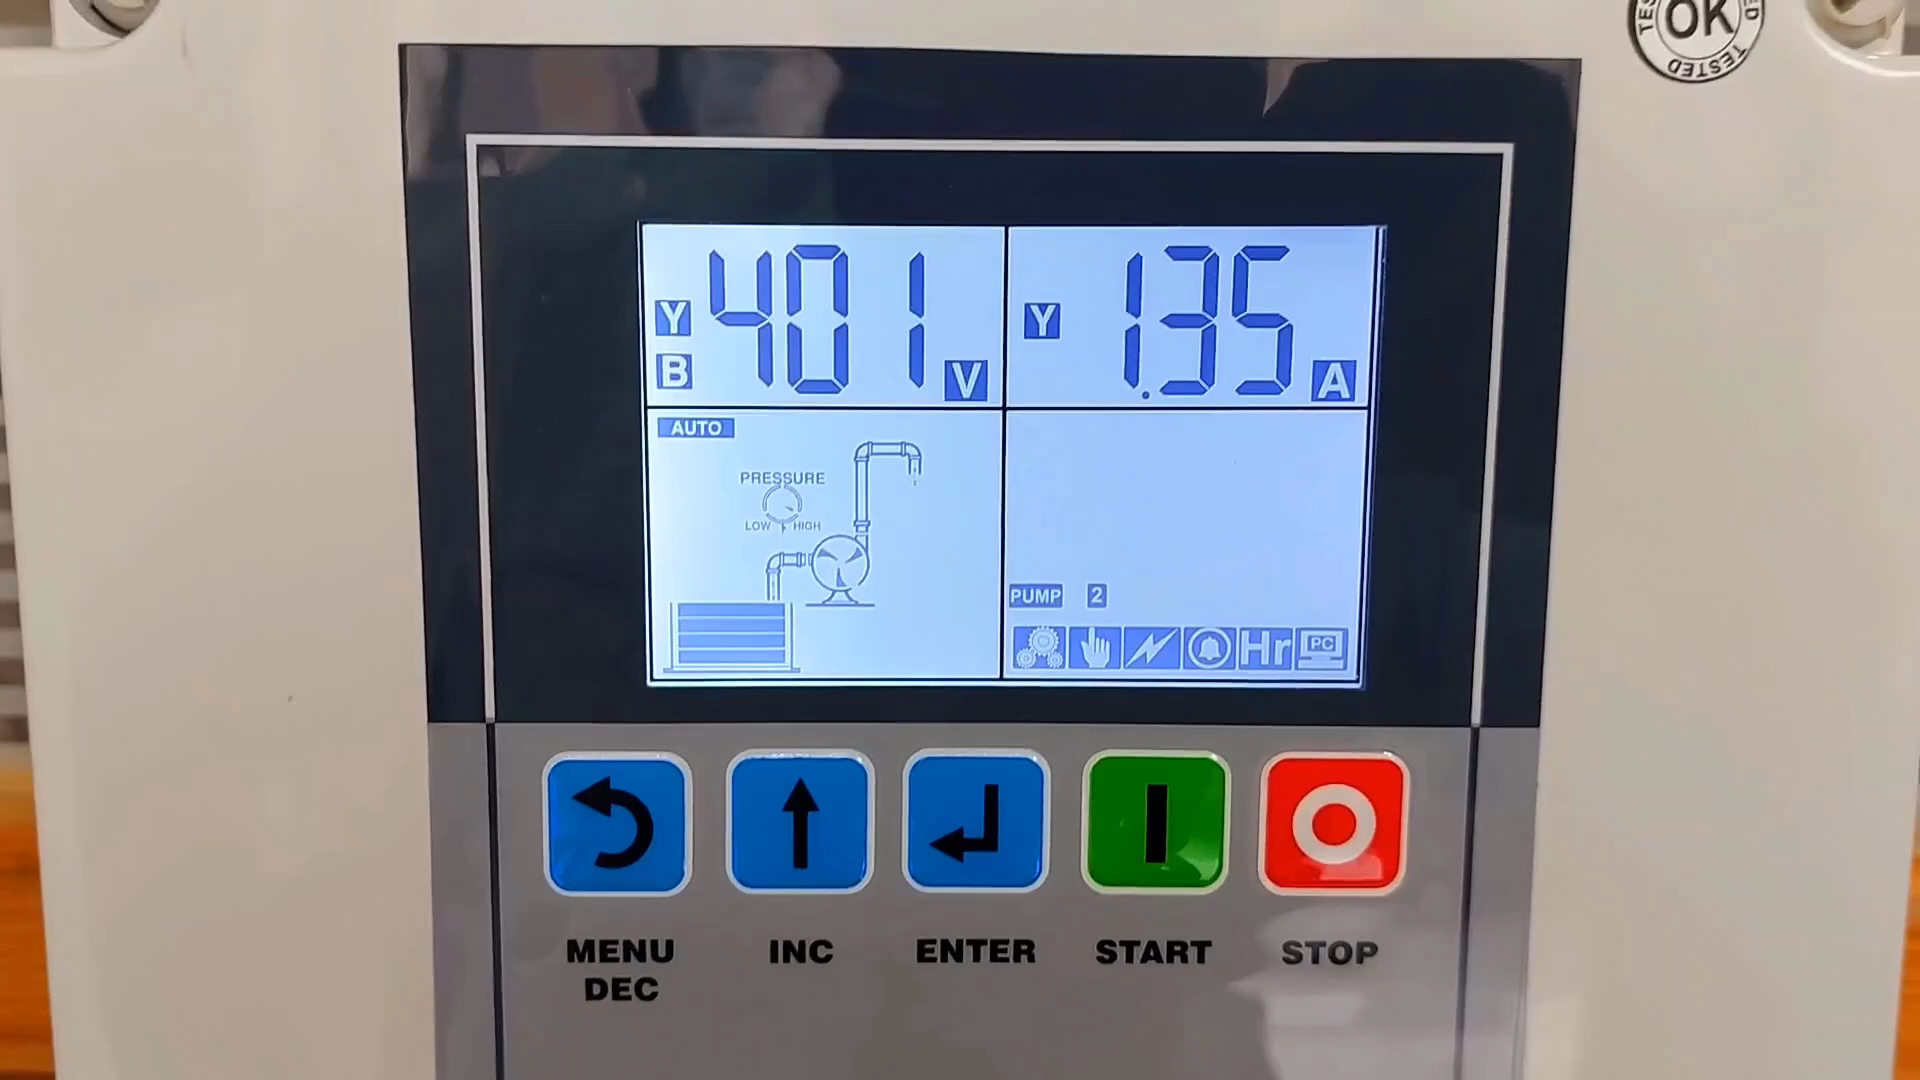 TESTED OK TESTED
Y 401 Y 1.35
B V A
AUTO
PRESSURE
LOW HIGH
PUMP 2
Hr PC
MENU INC ENTER START STOP
DEC